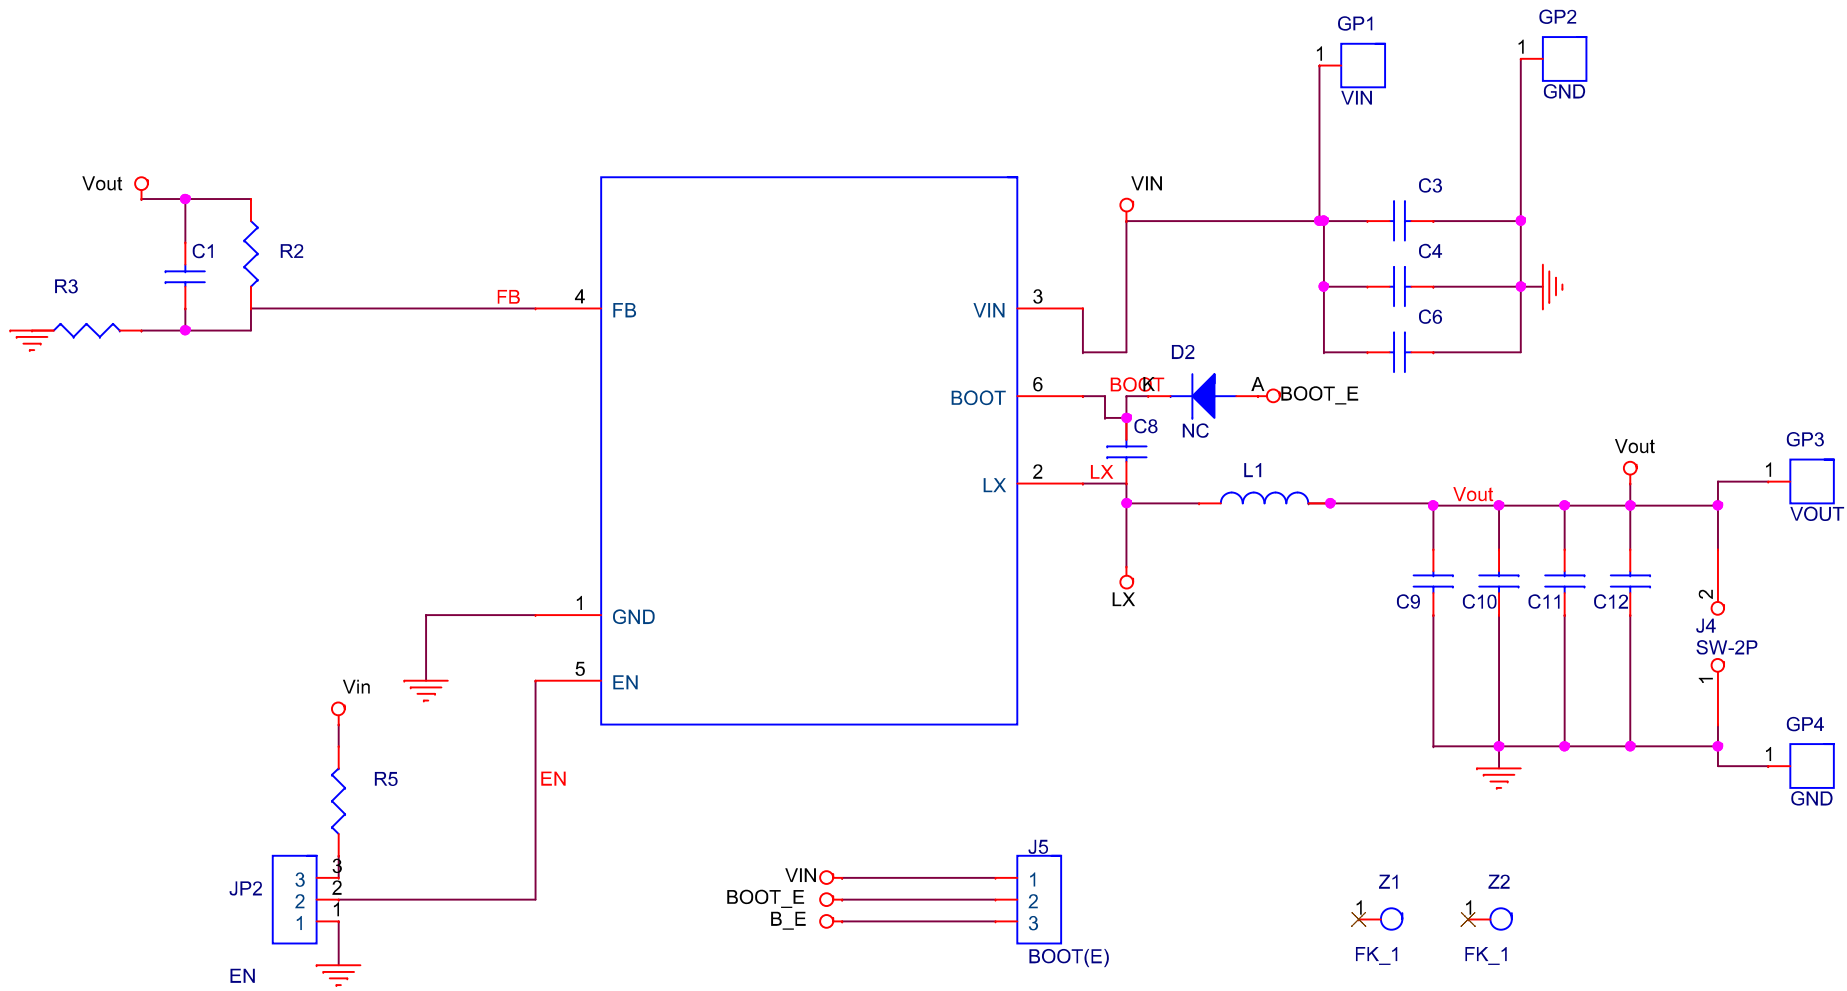 GP1
1
VIN
GP2
1
GND
Vout
C1
R2
R3
FB
4
FB
VIN
3
VIN
C3
C4
C6
BOOT
6
BOOT
K
D2
A
BOOT_E
NC
C8
LX
2
LX
L1
LX
Vout
Vout
GP3
1
VOUT
C9
C10
C11
C12
2
J4
SW-2P
1
GP4
1
GND
1
GND
5
EN
Vin
R5
EN
JP2
3
3
2
2
1
1
EN
J5
VIN
1
BOOT_E
2
B_E
3
BOOT(E)
Z1
1
FK_1
Z2
1
FK_1